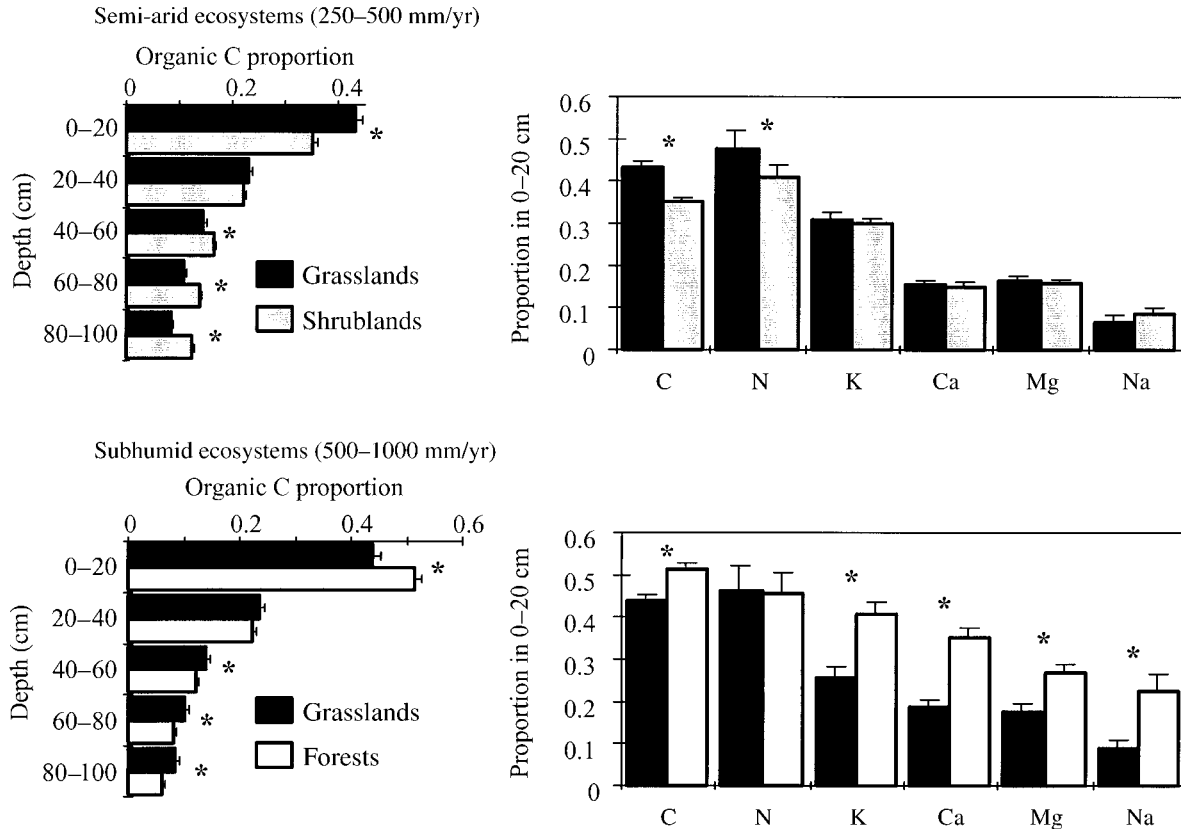 Semi-arid ecosystems (250–500 mm/yr)
Organic C proportion
0 0.2 0.4
Depth (cm)
0–20 *
20–40
40–60 *
60–80 *
80–100 *
Grasslands
Shrublands
Proportion in 0–20 cm
0.6
0.5
0.4
0.3
0.2
0.1
0
* *
C N K Ca Mg Na
Subhumid ecosystems (500–1000 mm/yr)
Organic C proportion
0 0.2 0.4 0.6
Depth (cm)
0–20 *
20–40
40–60 *
60–80 *
80–100 *
Grasslands
Forests
Proportion in 0–20 cm
0.6
0.5
0.4
0.3
0.2
0.1
0
* * * * *
C N K Ca Mg Na